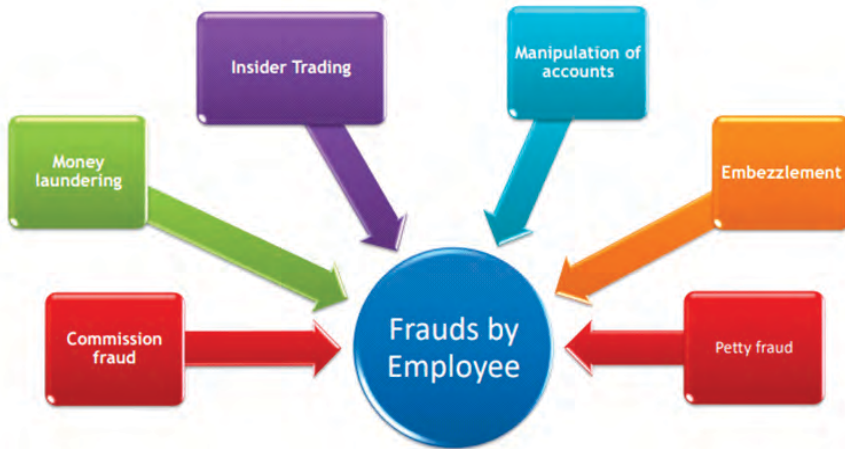 Insider Trading
Manipulation of
accounts
Money
laundering
Embezzlement
Commission
fraud
Frauds by
Employee
Petty fraud